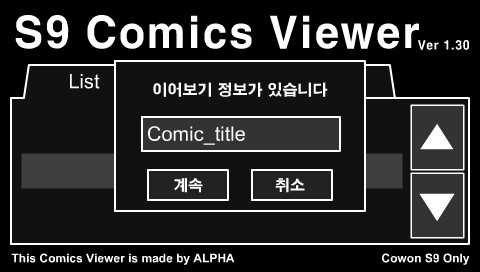 S9 Comics Viewer
Ver 1.30
List
이어보기 정보가 있습니다
Comic_title
계속
취소
This Comics Viewer is made by ALPHA
Cowon S9 Only